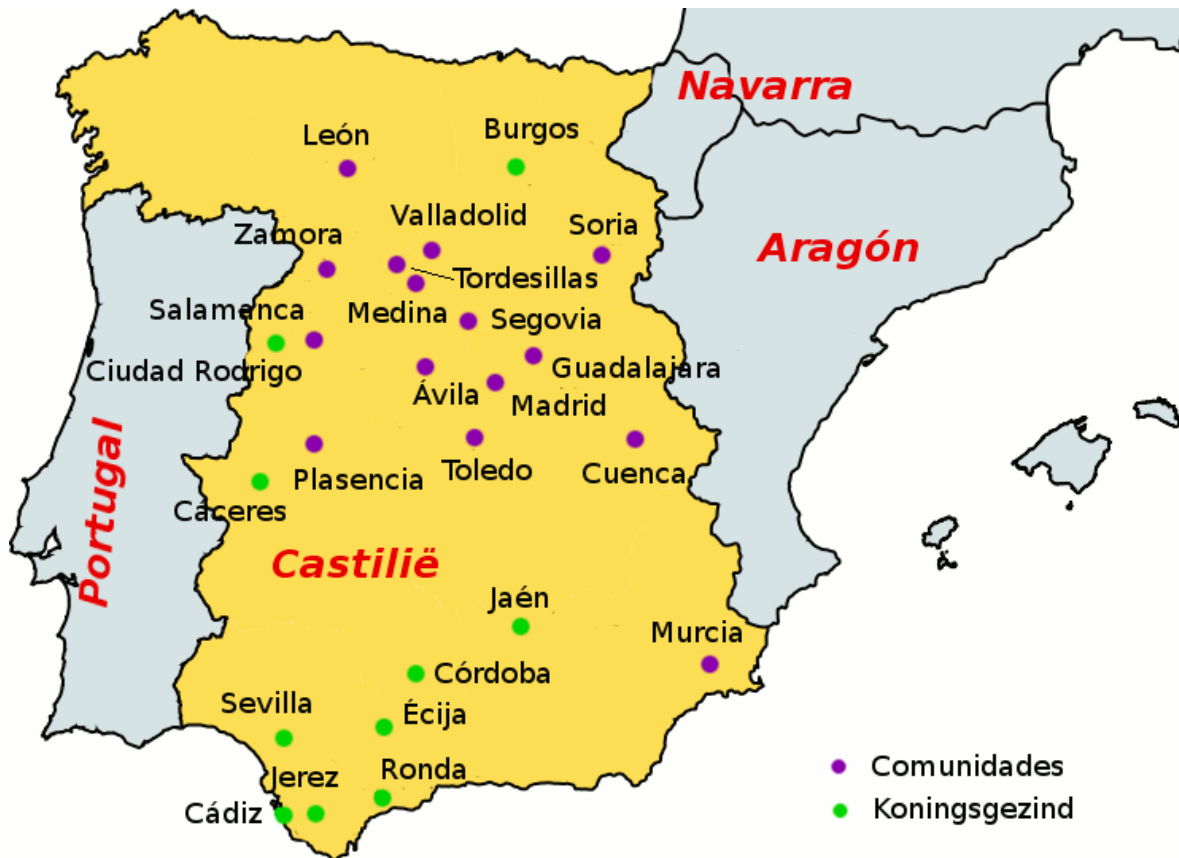 Navarra
León
Burgos
Valladolid
Soria
Zamora
Aragón
Tordesillas
Salamanca
Medina
Segovia
Ciudad Rodrigo
Guadalajara
Ávila
Madrid
Portugal
Plasencia
Toledo
Cuenca
Cáceres
Castilië
Jaén
Murcia
Córdoba
Sevilla
Écija
Jerez
Ronda
Cádiz
Comunidades
Koningsgezind